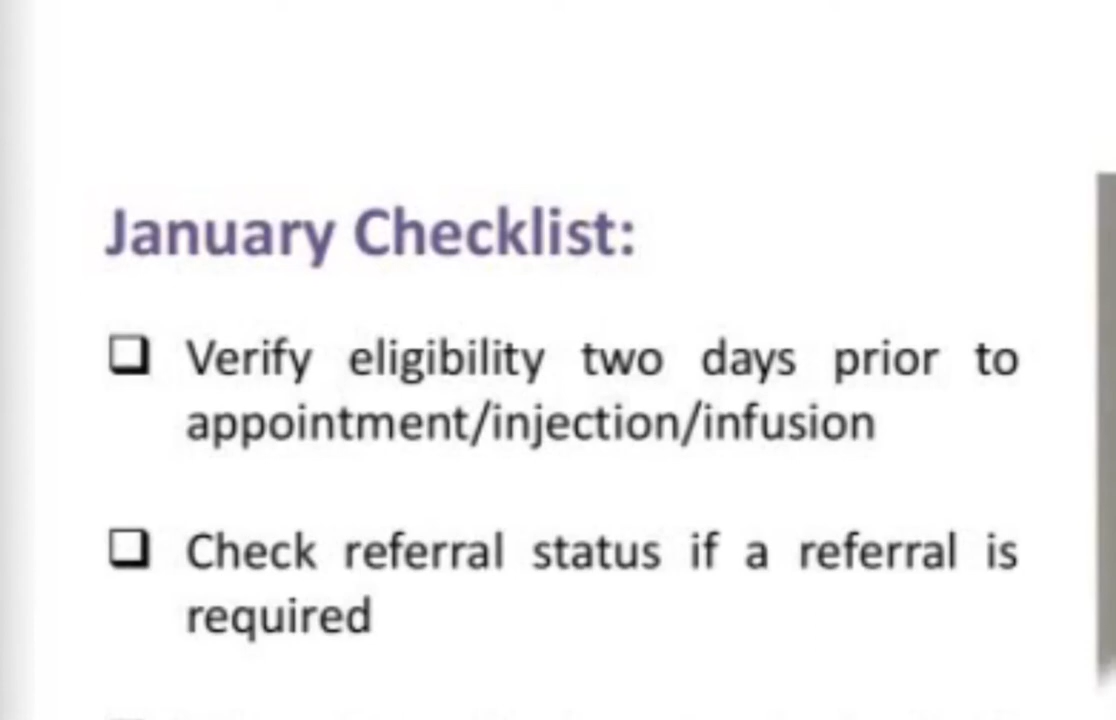 January Checklist:
❑ Verify eligibility two days prior to
appointment/injection/infusion
❑ Check referral status if a referral is
required